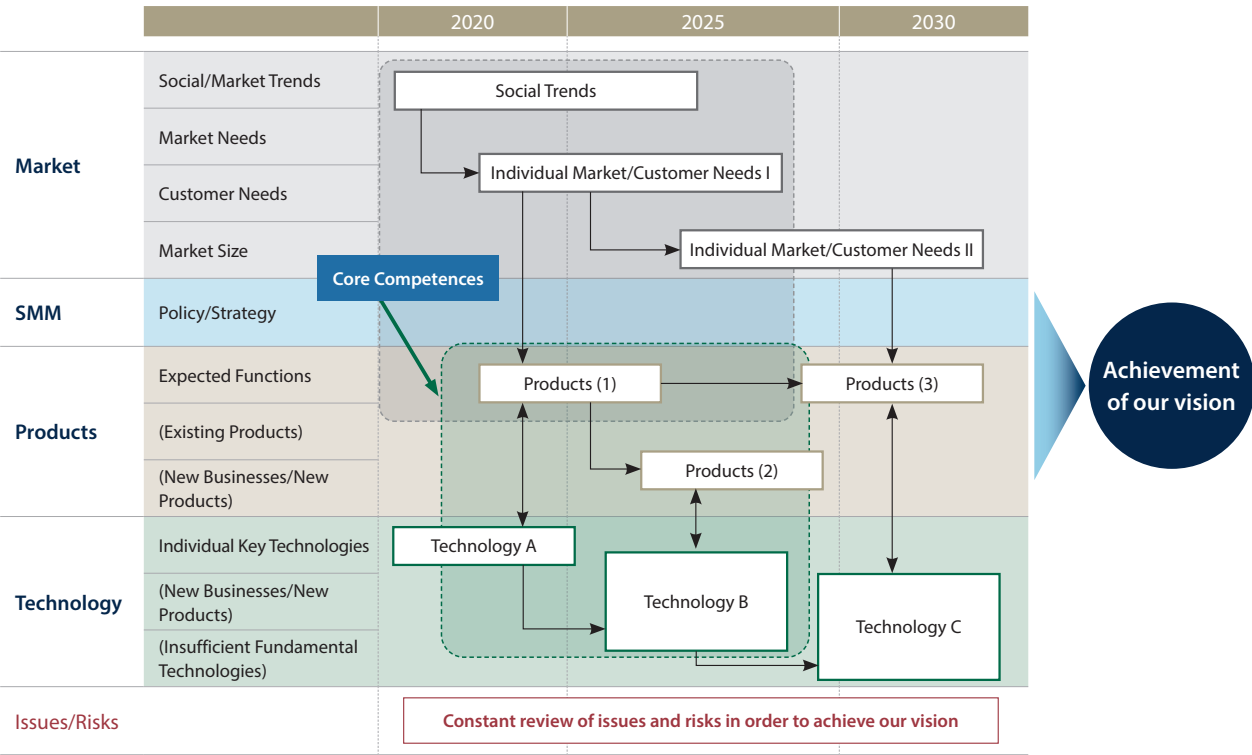 2020
2025
2030
Market
Social/Market Trends
Market Needs
Customer Needs
Market Size
Social Trends
Individual Market/Customer Needs I
Individual Market/Customer Needs II
Core Competences
SMM
Policy/Strategy
Products
Expected Functions
(Existing Products)
(New Businesses/New
Products)
Products (1)
Products (3)
Products (2)
Technology
Individual Key Technologies
(New Businesses/New
Products)
(Insufficient Fundamental
Technologies)
Technology A
Technology B
Technology C
Achievement
of our vision
Issues/Risks
Constant review of issues and risks in order to achieve our vision